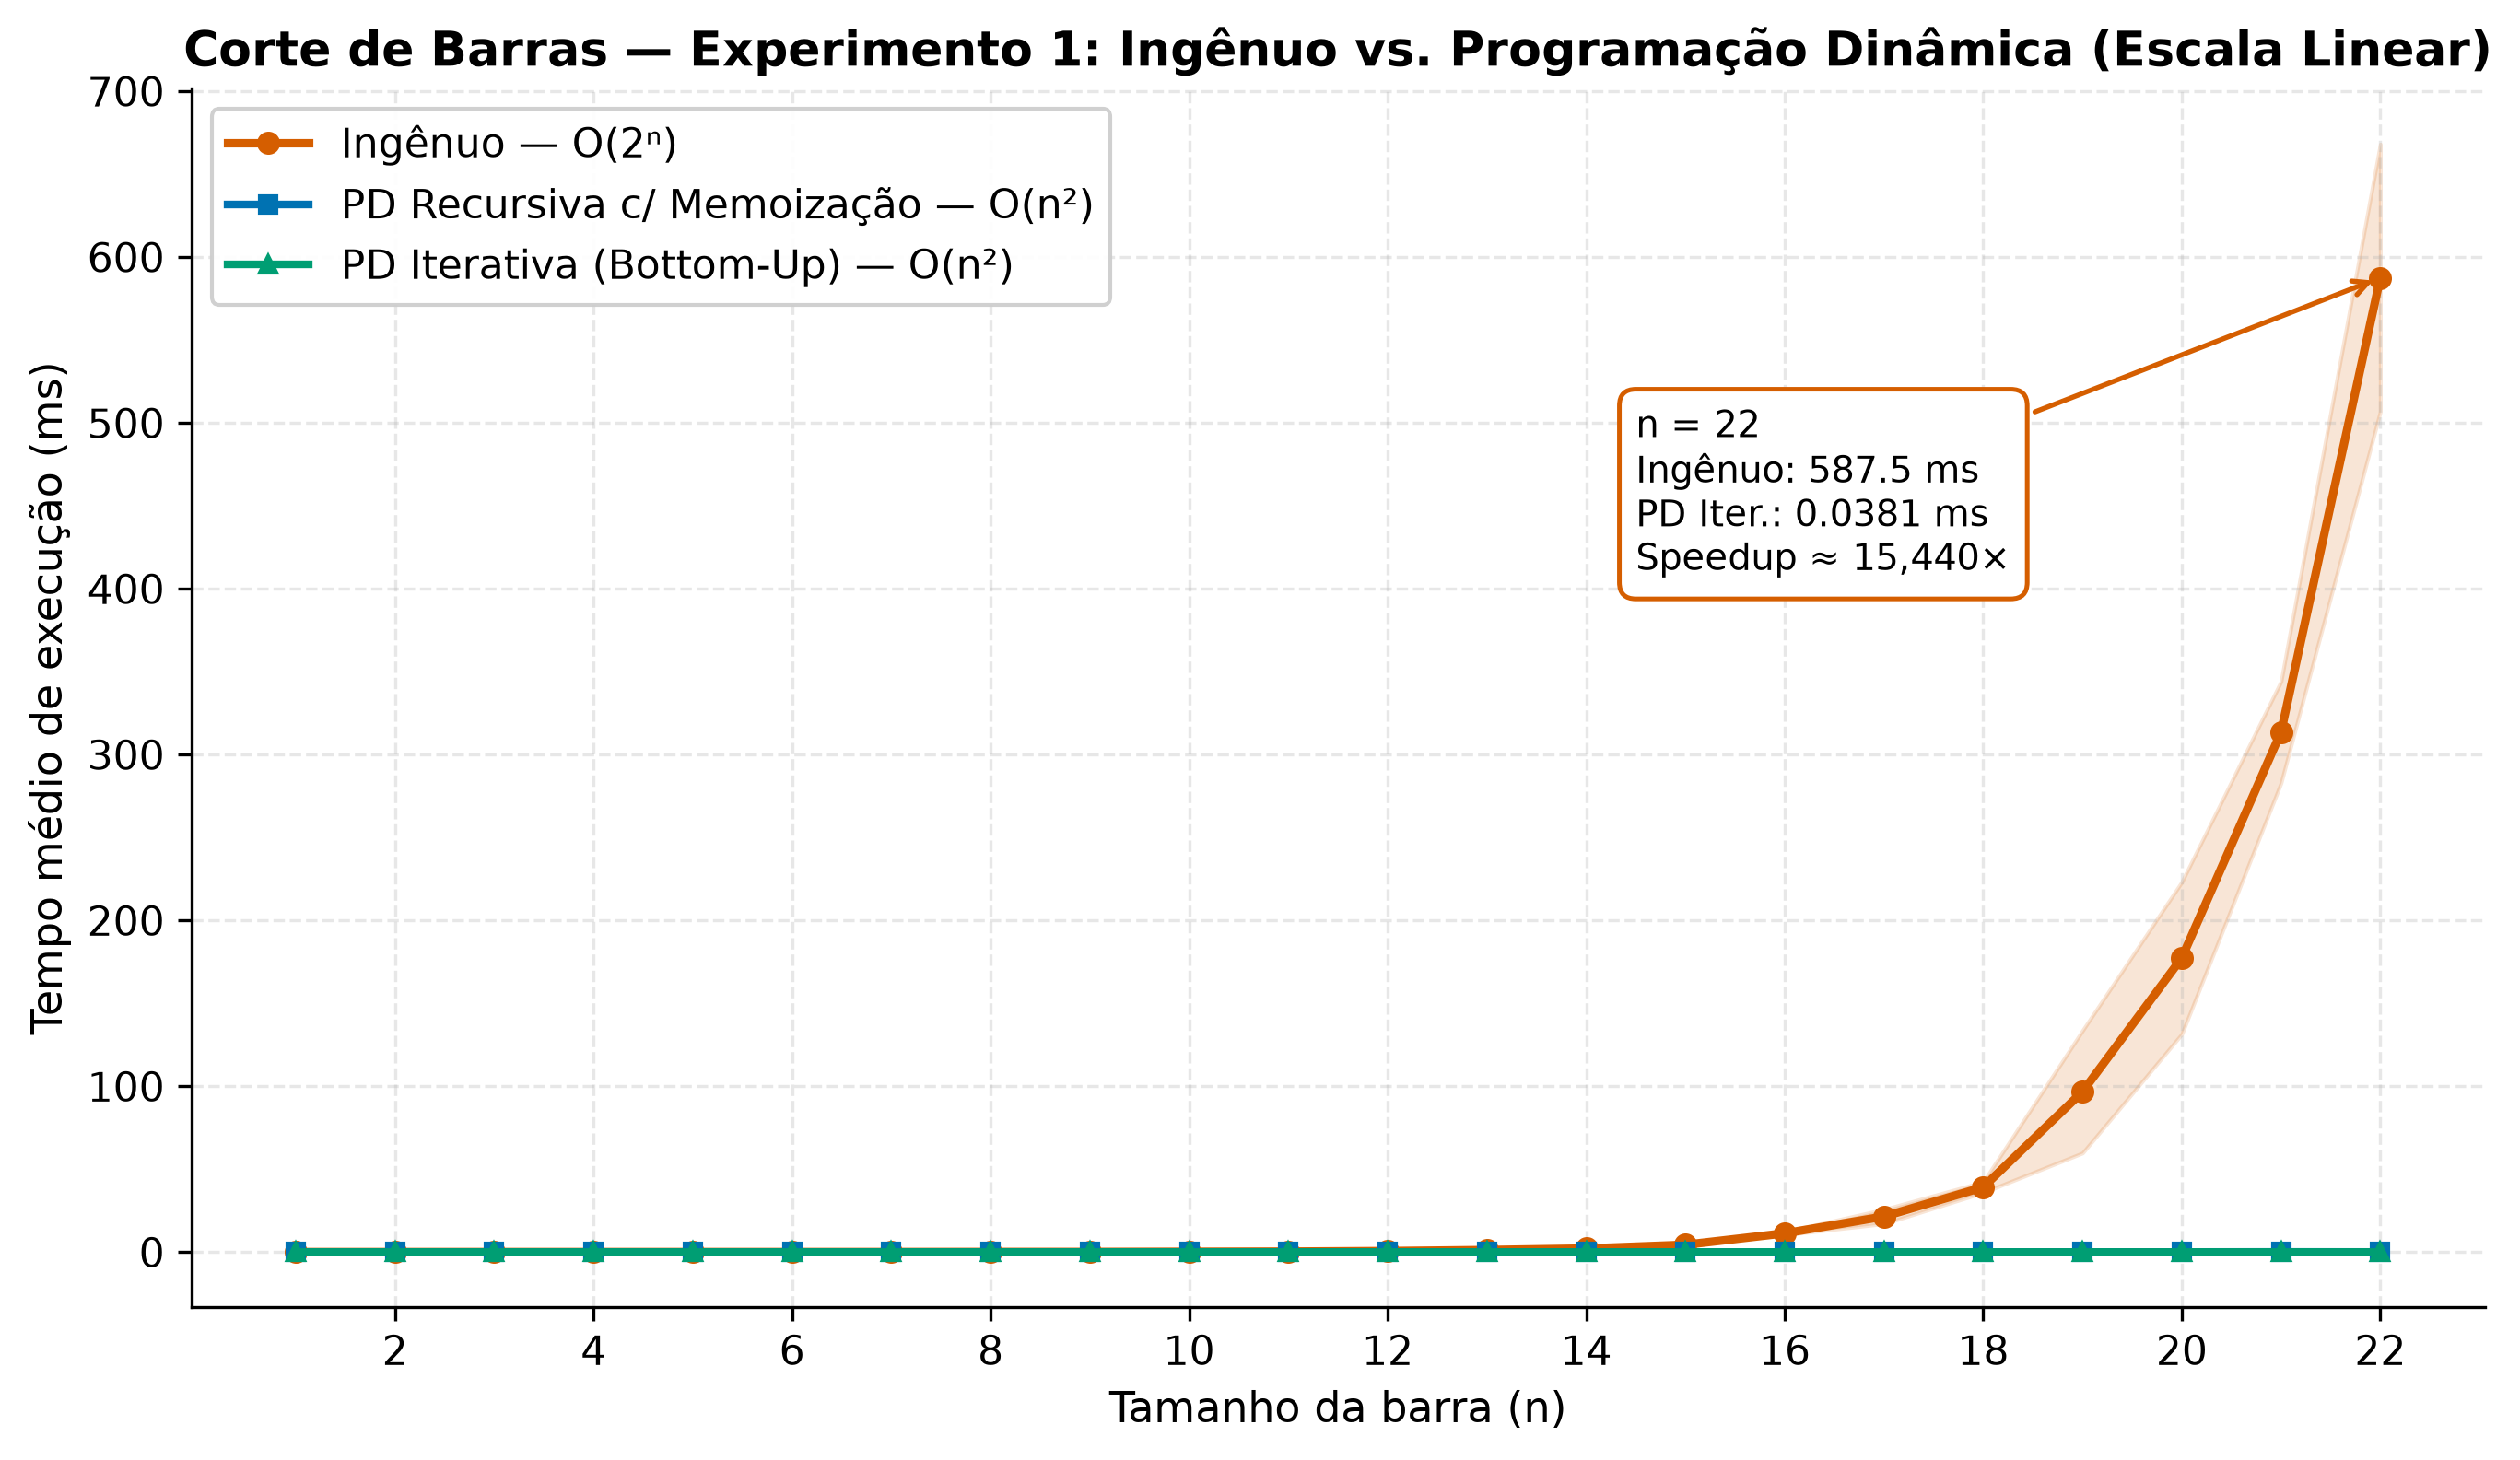 Corte de Barras — Experimento 1: Ingênuo vs. Programação Dinâmica (Escala Linear)
Ingênuo — O(2ⁿ)
PD Recursiva c/ Memoização — O(n²)
PD Iterativa (Bottom-Up) — O(n²)
n = 22
Ingênuo: 587.5 ms
PD Iter.: 0.0381 ms
Speedup ≈ 15,440×
Tempo médio de execução (ms)
700
600
500
400
300
200
100
0
2 4 6 8 10 12 14 16 18 20 22
Tamanho da barra (n)